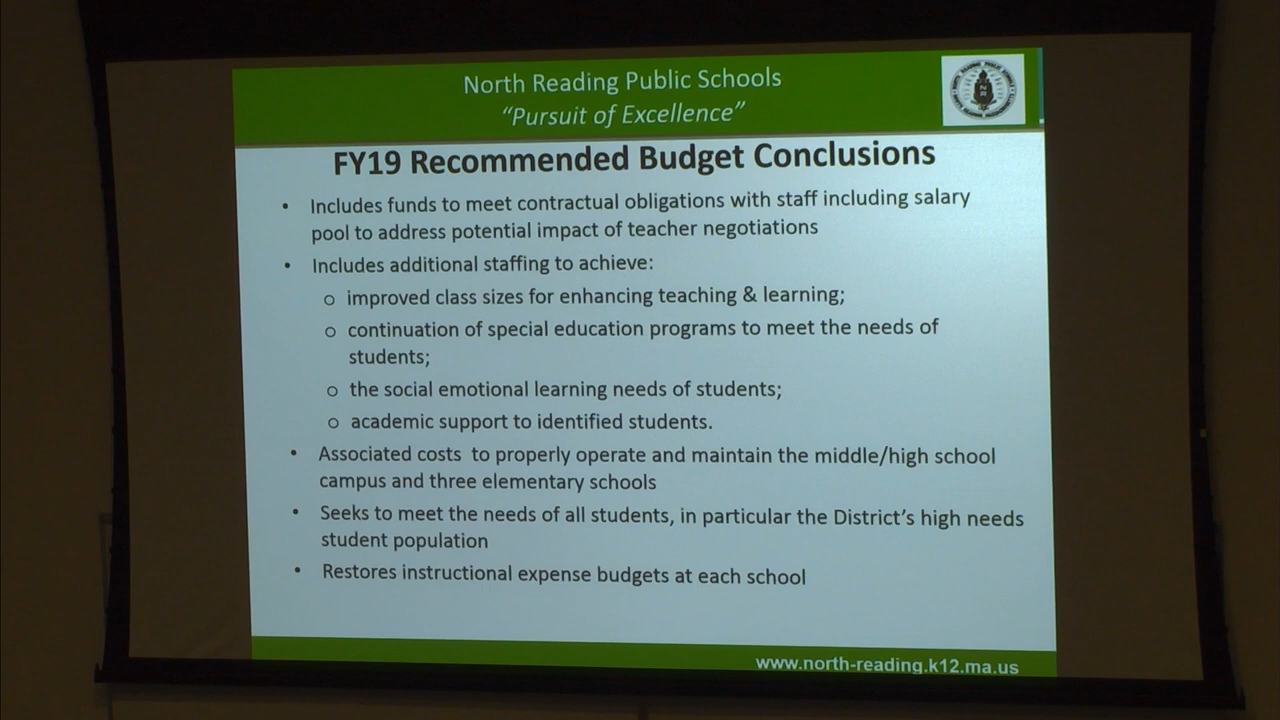 North Reading Public Schools
“Pursuit of Excellence”
FY19 Recommended Budget Conclusions
• Includes funds to meet contractual obligations with staff including salary
pool to address potential impact of teacher negotiations
• Includes additional staffing to achieve:
o improved class sizes for enhancing teaching & learning;
o continuation of special education programs to meet the needs of
students;
o the social emotional learning needs of students;
o academic support to identified students.
• Associated costs to properly operate and maintain the middle/high school
campus and three elementary schools
• Seeks to meet the needs of all students, in particular the District’s high needs
student population
• Restores instructional expense budgets at each school
www.north-reading.k12.ma.us